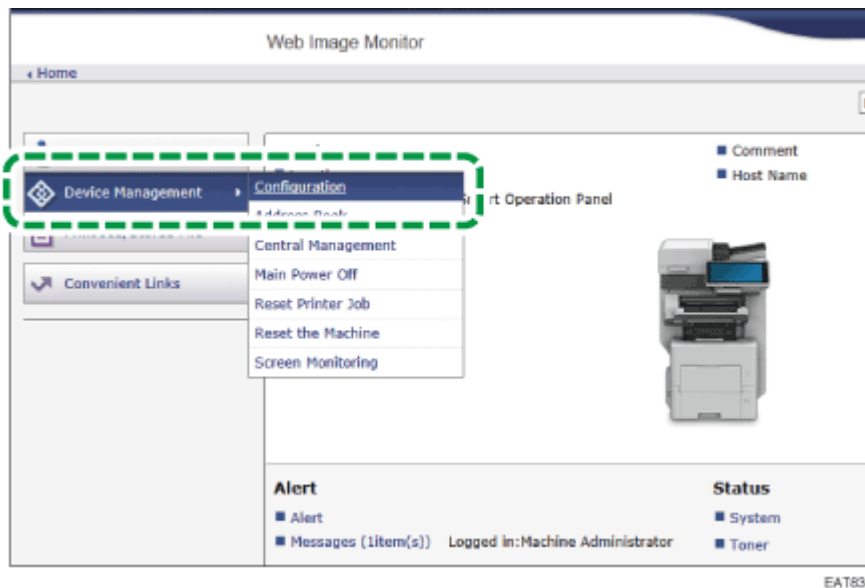 Web Image Monitor
Home
Comment
Device Management
Configuration
Host Name
rt Operation Panel
Address Book
Central Management
Convenient Links
Main Power Off
Reset Printer Job
Reset the Machine
Screen Monitoring
Alert
Status
Alert
System
Messages (1item(s)) Logged in:Machine Administrator
Toner
EAT83